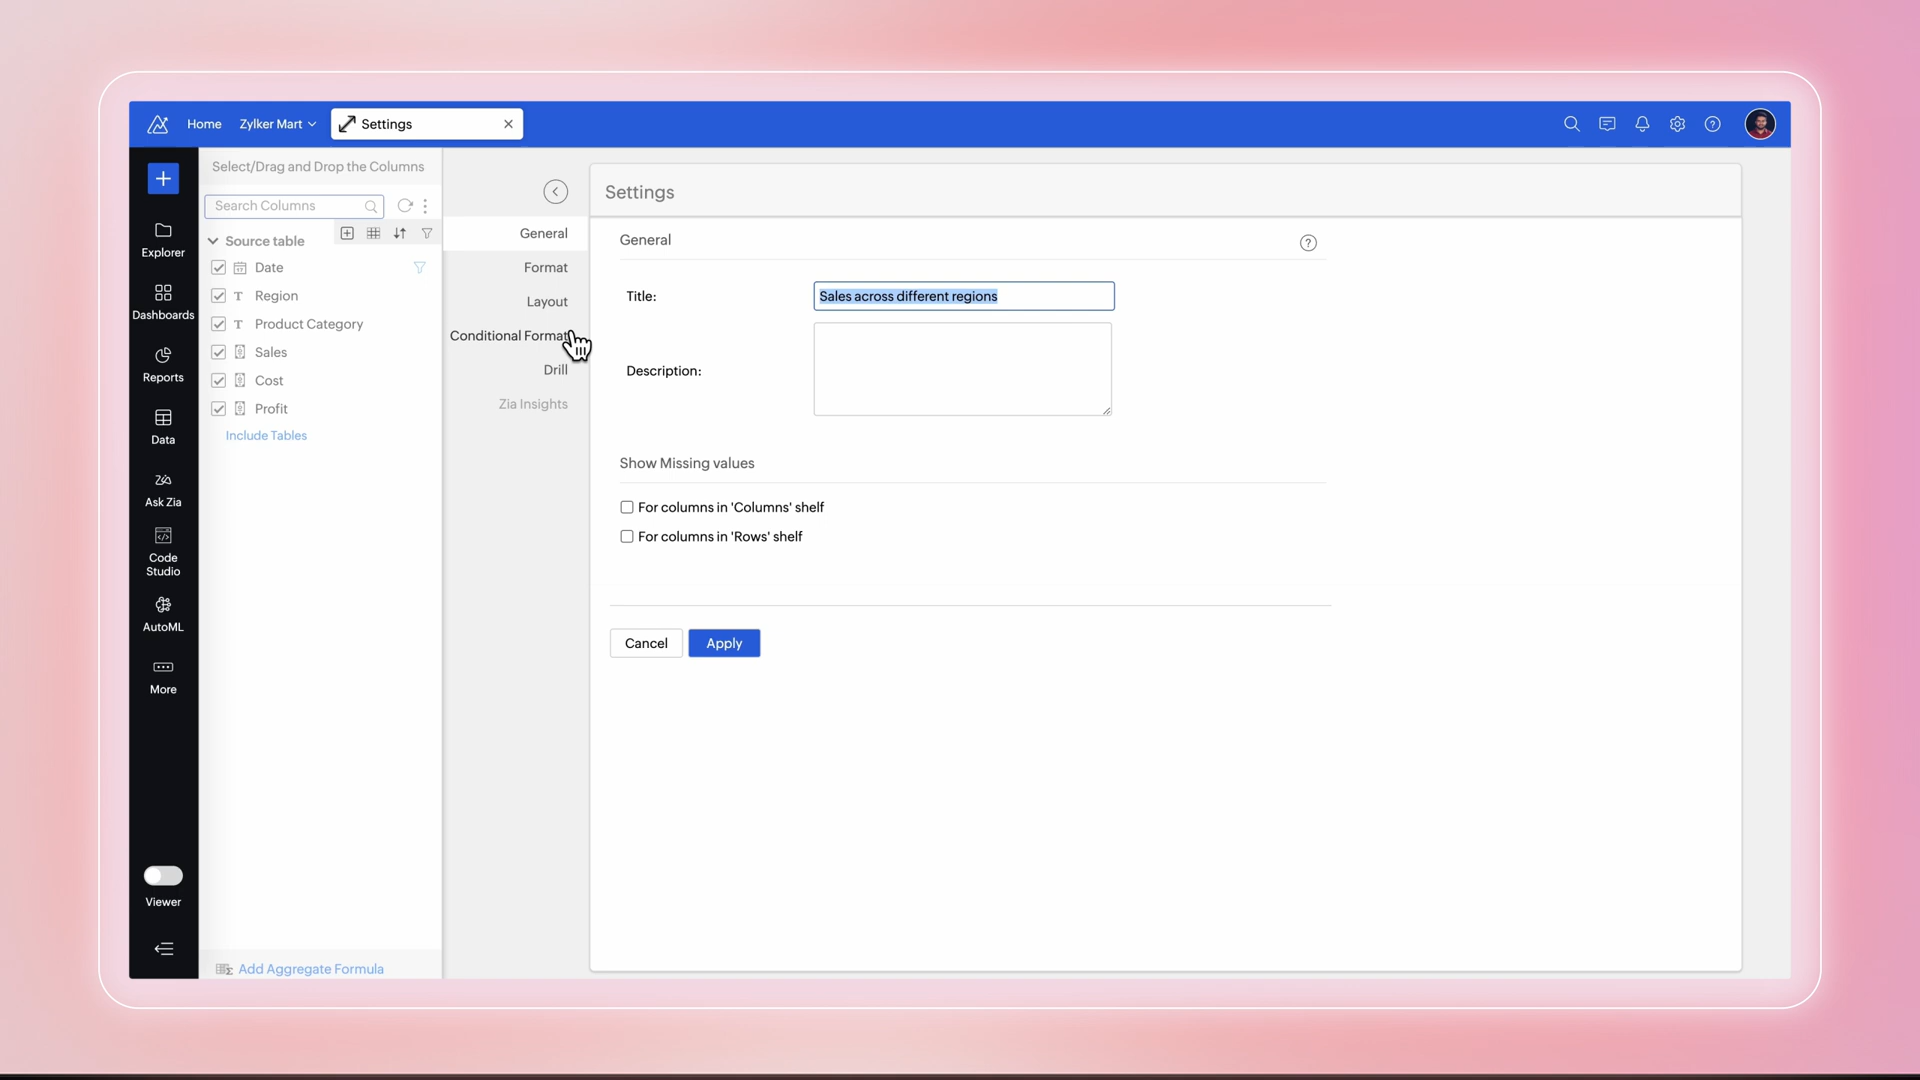 Home
Zylker Mart
Settings
Explorer
Dashboards
Reports
Data
Ask Zia
Code
Studio
AutoML
More
Viewer
Select/Drag and Drop the Columns
Search Columns
Source table
Date
Region
Product Category
Sales
Cost
Profit
Include Tables
Add Aggregate Formula
General
Format
Layout
Conditional Format
Drill
Zia Insights
Settings
General
Title:
Sales across different regions
Description:
Show Missing values
For columns in 'Columns' shelf
For columns in 'Rows' shelf
Cancel
Apply